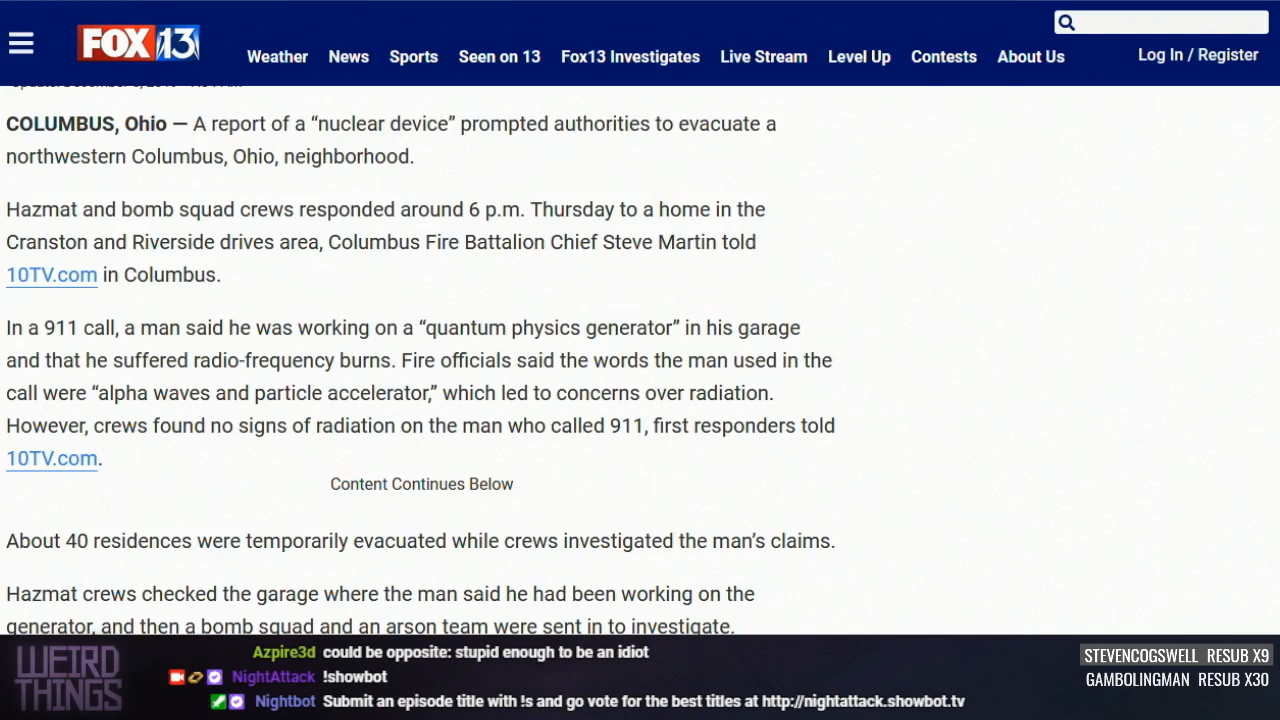 FOX 13
Weather News Sports Seen on 13 Fox13 Investigates Live Stream Level Up Contests About Us
Log In / Register
COLUMBUS, Ohio — A report of a “nuclear device” prompted authorities to evacuate a
northwestern Columbus, Ohio, neighborhood.
Hazmat and bomb squad crews responded around 6 p.m. Thursday to a home in the
Cranston and Riverside drives area, Columbus Fire Battalion Chief Steve Martin told
10TV.com in Columbus.
In a 911 call, a man said he was working on a “quantum physics generator” in his garage
and that he suffered radio-frequency burns. Fire officials said the words the man used in the
call were “alpha waves and particle accelerator,” which led to concerns over radiation.
However, crews found no signs of radiation on the man who called 911, first responders told
10TV.com.
Content Continues Below
About 40 residences were temporarily evacuated while crews investigated the man’s claims.
Hazmat crews checked the garage where the man said he had been working on the
generator, and then a bomb squad and an arson team were sent in to investigate.
WEIRD
THINGS
Azpire3d could be opposite: stupid enough to be an idiot
NightAttack !showbot
Nightbot Submit an episode title with !s and go vote for the best titles at http://nightattack.showbot.tv
STEVENCOGSWELL RESUB X9
GAMBOLINGMAN RESUB X30